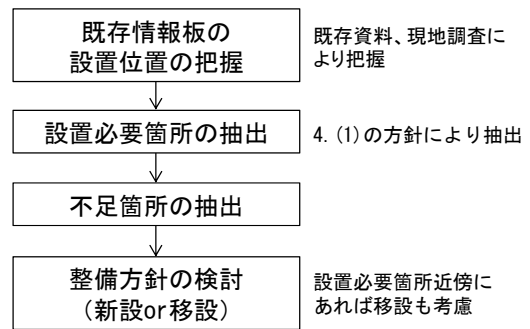 既存情報板の
設置位置の把握
既存資料、現地調査に
より把握
設置必要箇所の抽出
4.(1)の方針により抽出
不足箇所の抽出
整備方針の検討
(新設or移設)
設置必要箇所近傍に
あれば移設も考慮